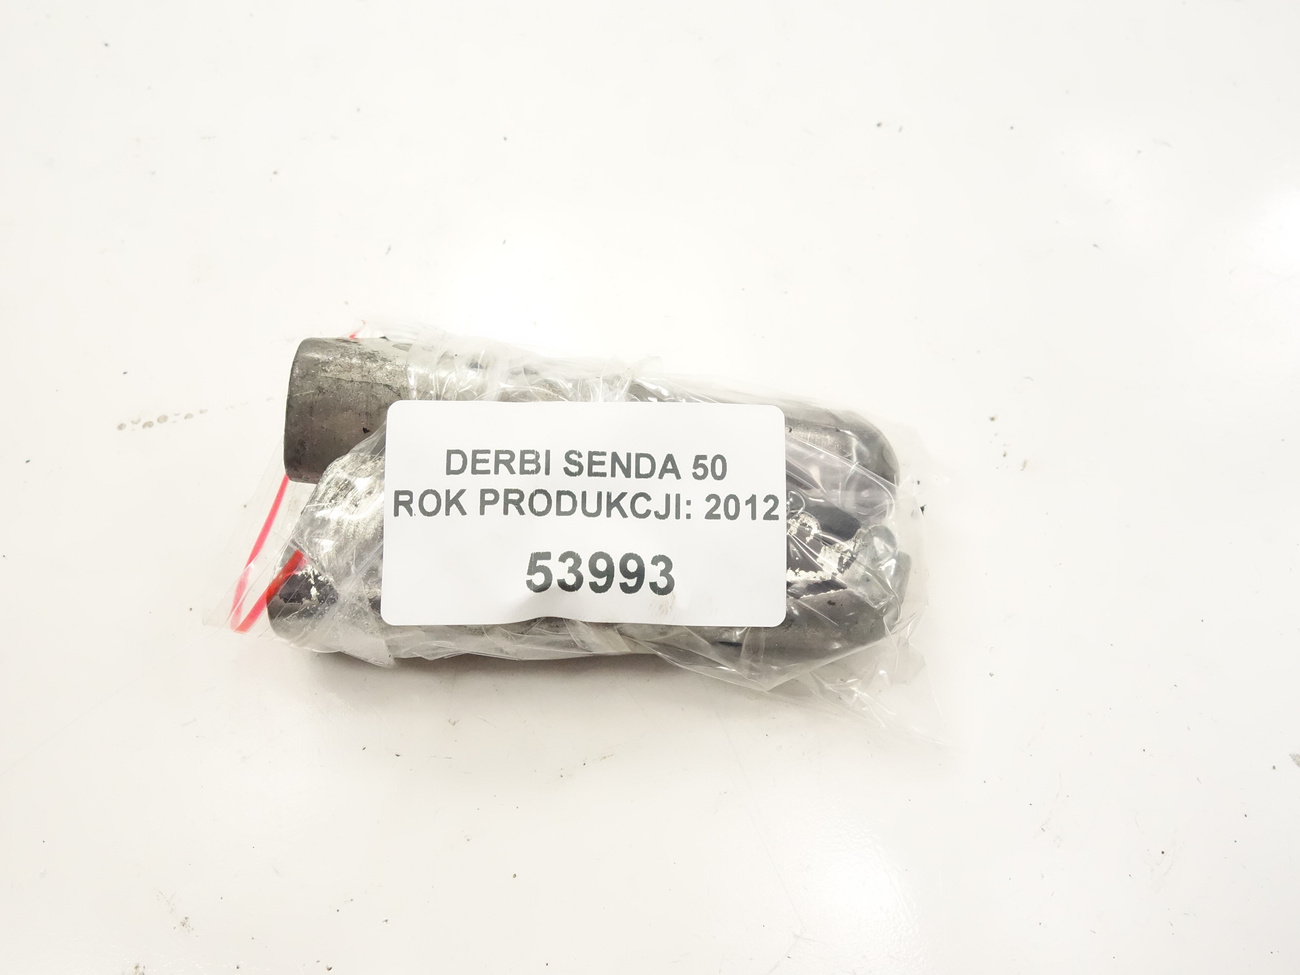 DERBI SENDA 50
ROK PRODUKCJI: 2012
53993